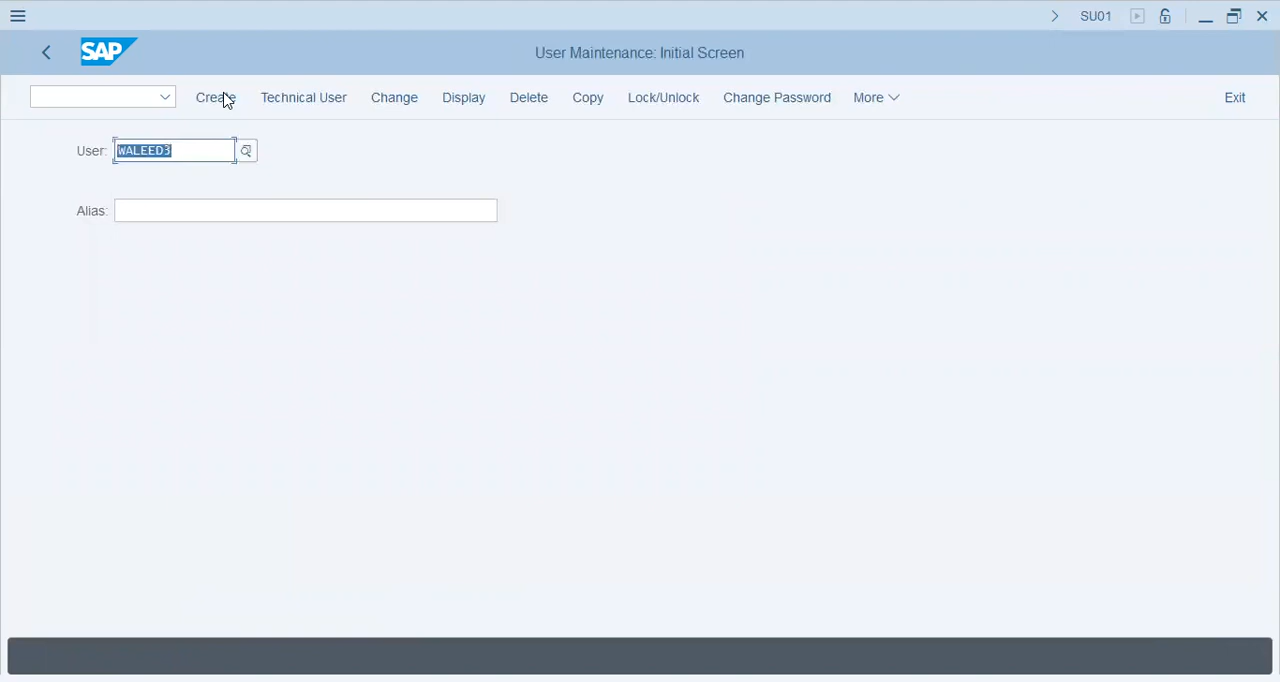 SU01
SAP User Maintenance: Initial Screen
Create Technical User Change Display Delete Copy Lock/Unlock Change Password More Exit
User: WALEED3
Alias: